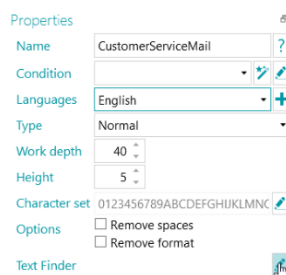 Properties
Name CustomerServiceMail ?
Condition
Languages English
Type Normal
Work depth 40
Height 5
Character set 0123456789ABCDEFGHIJKLMNO
Options Remove spaces
Remove format
Text Finder